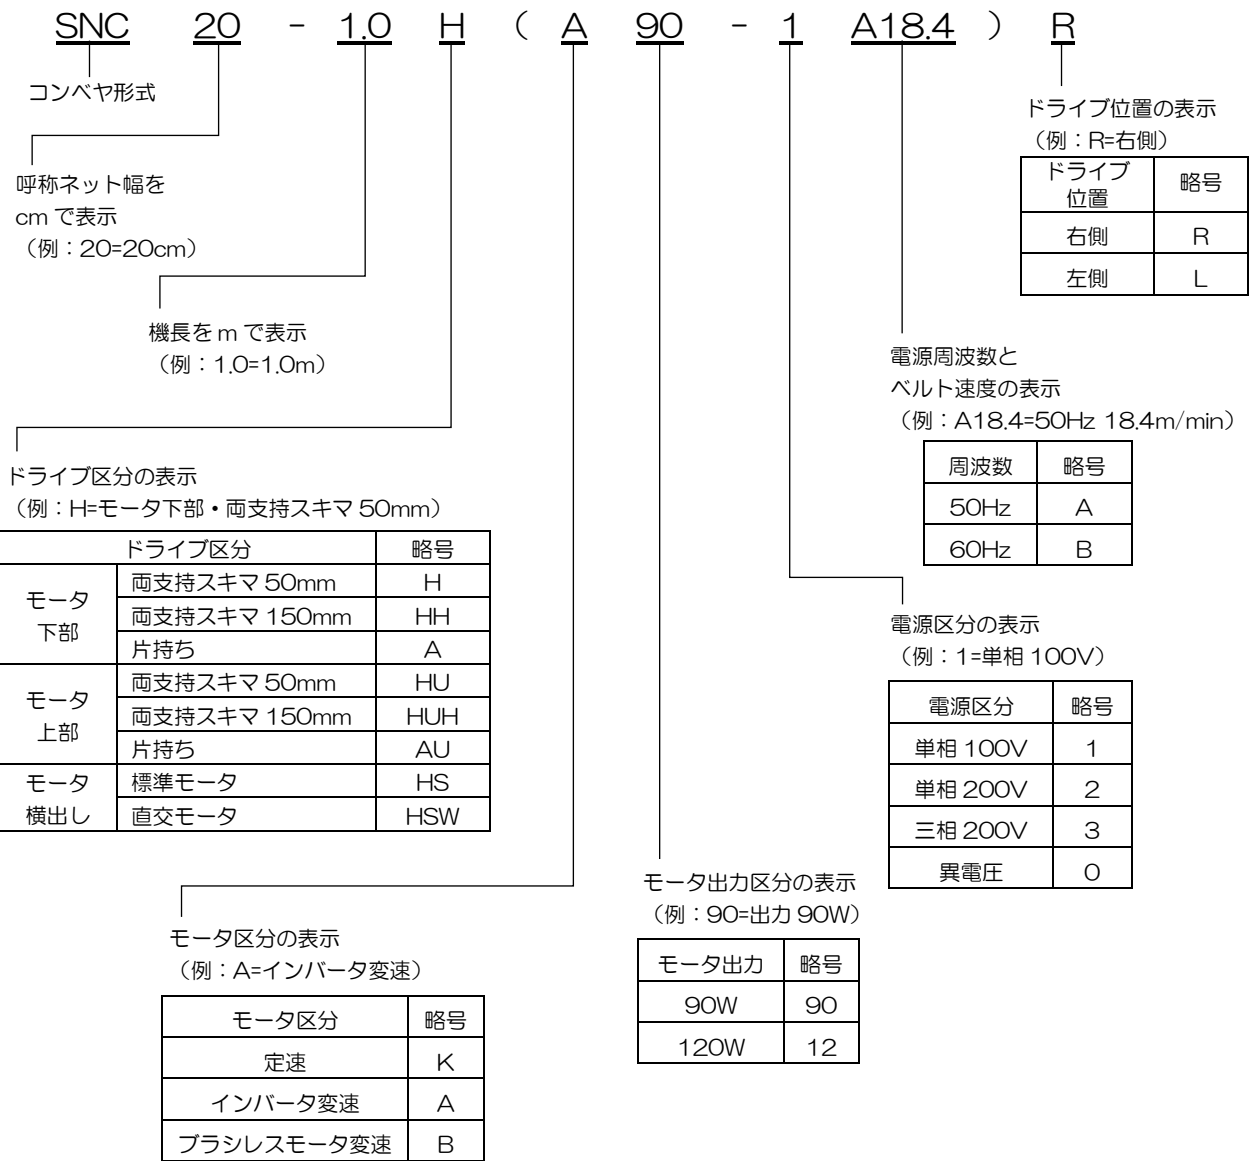 SNC 20 - 1.0 H ( A 90 - 1 A18.4 ) R
コンベヤ形式
呼称ネット幅を
cm で表示
（例：20=20cm）
機長を m で表示
（例：1.0=1.0m）
ドライブ区分の表示
（例：H=モータ下部・両支持スキマ 50mm）
ドライブ区分 略号
モータ
下部
両支持スキマ 50mm H
両支持スキマ 150mm HH
片持ち A
モータ
上部
両支持スキマ 50mm HU
両支持スキマ 150mm HUH
片持ち AU
モータ
横出し
標準モータ HS
直交モータ HSW
モータ区分の表示
（例：A=インバータ変速）
モータ区分 略号
定速 K
インバータ変速 A
ブラシレスモータ変速 B
モータ出力区分の表示
（例：90=出力 90W）
モータ出力 略号
90W 90
120W 12
電源区分の表示
（例：1=単相 100V）
電源区分 略号
単相 100V 1
単相 200V 2
三相 200V 3
異電圧 0
電源周波数と
ベルト速度の表示
（例：A18.4=50Hz 18.4m/min）
周波数 略号
50Hz A
60Hz B
ドライブ位置の表示
（例：R=右側）
ドライブ
位置
略号
右側 R
左側 L